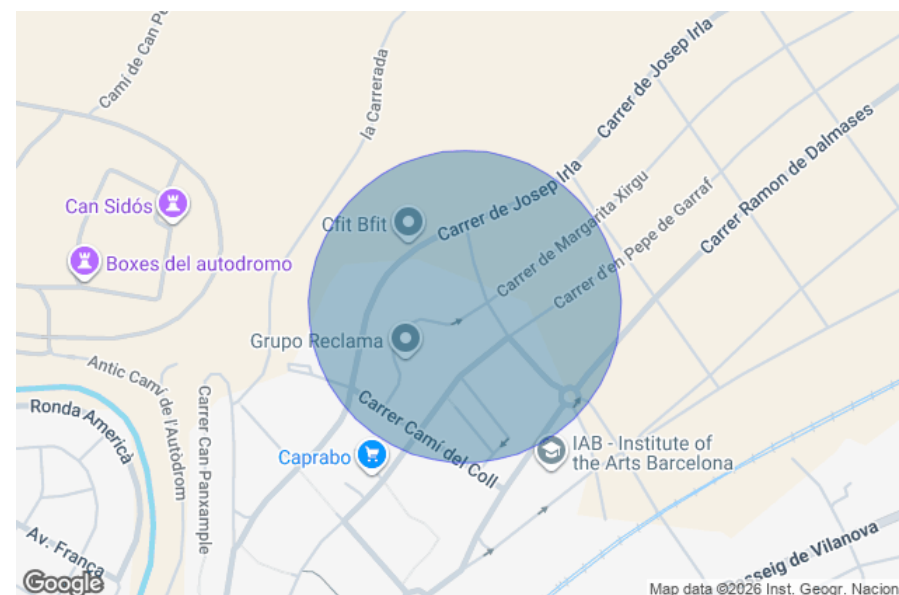 Camí de Can Pe
la Carrerada
Carrer de Josep Irla
Carrer Ramon de Dalmases
Can Sidós
Cfit Bfit
Carrer de Josep Irla
Carrer de Margarita Xirgu
Carrer d'en Pepe de Garraf
Boxes del autodromo
Grupo Reclama
Antic Camí de l'Autòdrom
Carrer Can Panxample
Ronda Amèrica
Carrer Camí del Coll
Caprabo
IAB - Institute of
the Arts Barcelona
Av. França
Passeig de Vilanova
Google
Map data ©2026 Inst. Geogr. Nacion